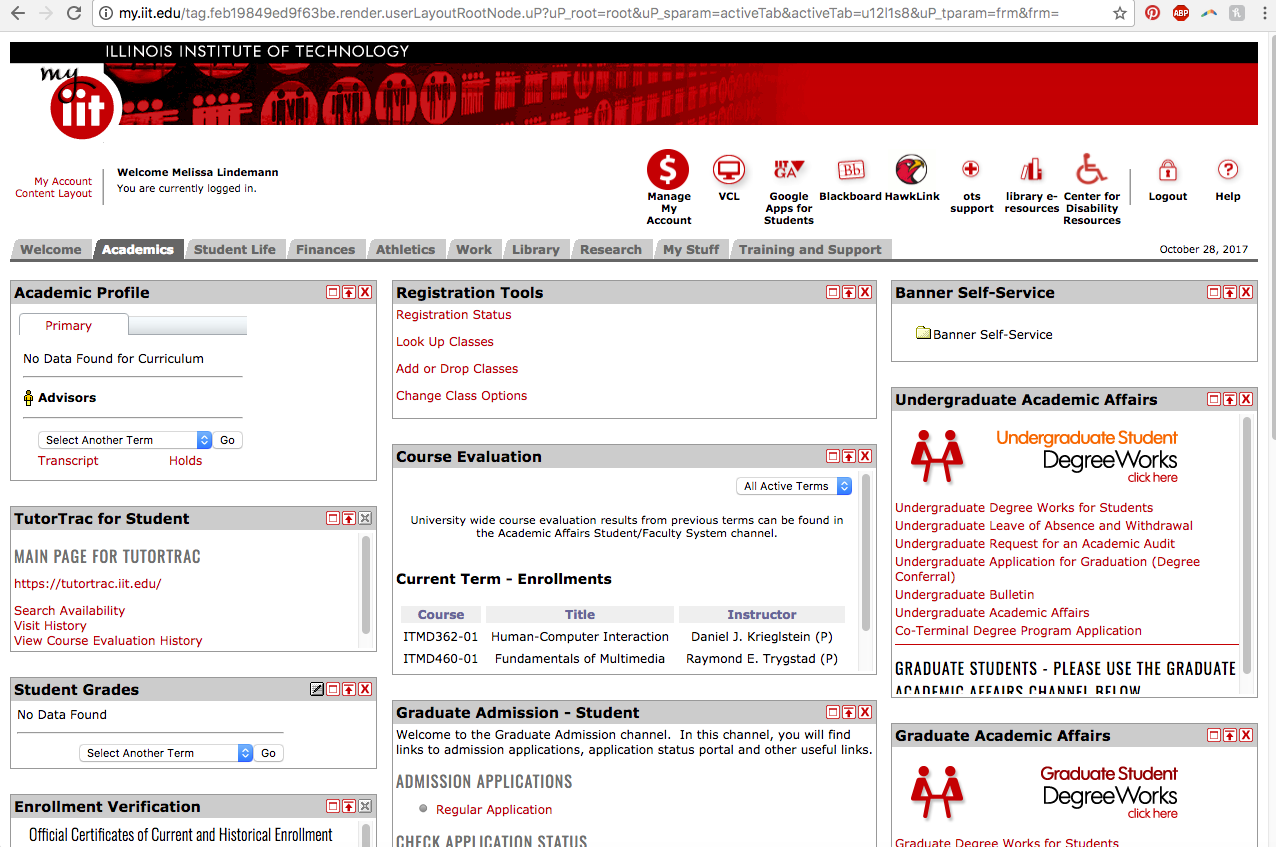 my.iit.edu/tag.feb19849ed9f63be.render.userLayoutRootNode.uP?uP_root=root&uP_sparam=activeTab&activeTab=u12l1s8&uP_tparam=frm&frm=
ABP
ILLINOIS INSTITUTE OF TECHNOLOGY
my
iit
My Account
Content Layout
Welcome Melissa Lindemann
You are currently logged in.
Manage
My
Account
VCL
Google
Apps for
Students
Bb
Blackboard
HawkLink
ots
support
library e-
resources
Center for
Disability
Resources
Logout
Help
Welcome
Academics
Student Life
Finances
Athletics
Work
Library
Research
My Stuff
Training and Support
October 28, 2017
Academic Profile
Primary
No Data Found for Curriculum
Advisors
Select Another Term
Go
Transcript
Holds
TutorTrac for Student
MAIN PAGE FOR TUTORTRAC
https://tutortrac.iit.edu/
Search Availability
Visit History
View Course Evaluation History
Student Grades
No Data Found
Select Another Term
Go
Enrollment Verification
Official Certificates of Current and Historical Enrollment
Registration Tools
Registration Status
Look Up Classes
Add or Drop Classes
Change Class Options
Course Evaluation
All Active Terms
University wide course evaluation results from previous terms can be found in
the Academic Affairs Student/Faculty System channel.
Current Term - Enrollments
Course Title Instructor
ITMD362-01 Human-Computer Interaction Daniel J. Krieglstein (P)
ITMD460-01 Fundamentals of Multimedia Raymond E. Trygstad (P)
Graduate Admission - Student
Welcome to the Graduate Admission channel. In this channel, you will find
links to admission applications, application status portal and other useful links.
ADMISSION APPLICATIONS
Regular Application
CHECK APPLICATION STATUS
Banner Self-Service
Banner Self-Service
Undergraduate Academic Affairs
Undergraduate Student
DegreeWorks
click here
Undergraduate Degree Works for Students
Undergraduate Leave of Absence and Withdrawal
Undergraduate Request for an Academic Audit
Undergraduate Application for Graduation (Degree
Conferral)
Undergraduate Bulletin
Undergraduate Academic Affairs
Co-Terminal Degree Program Application
GRADUATE STUDENTS - PLEASE USE THE GRADUATE
ACADEMIC AFFAIRS CHANNEL BELOW
Graduate Academic Affairs
Graduate Student
DegreeWorks
click here
Graduate Degree Works for Students